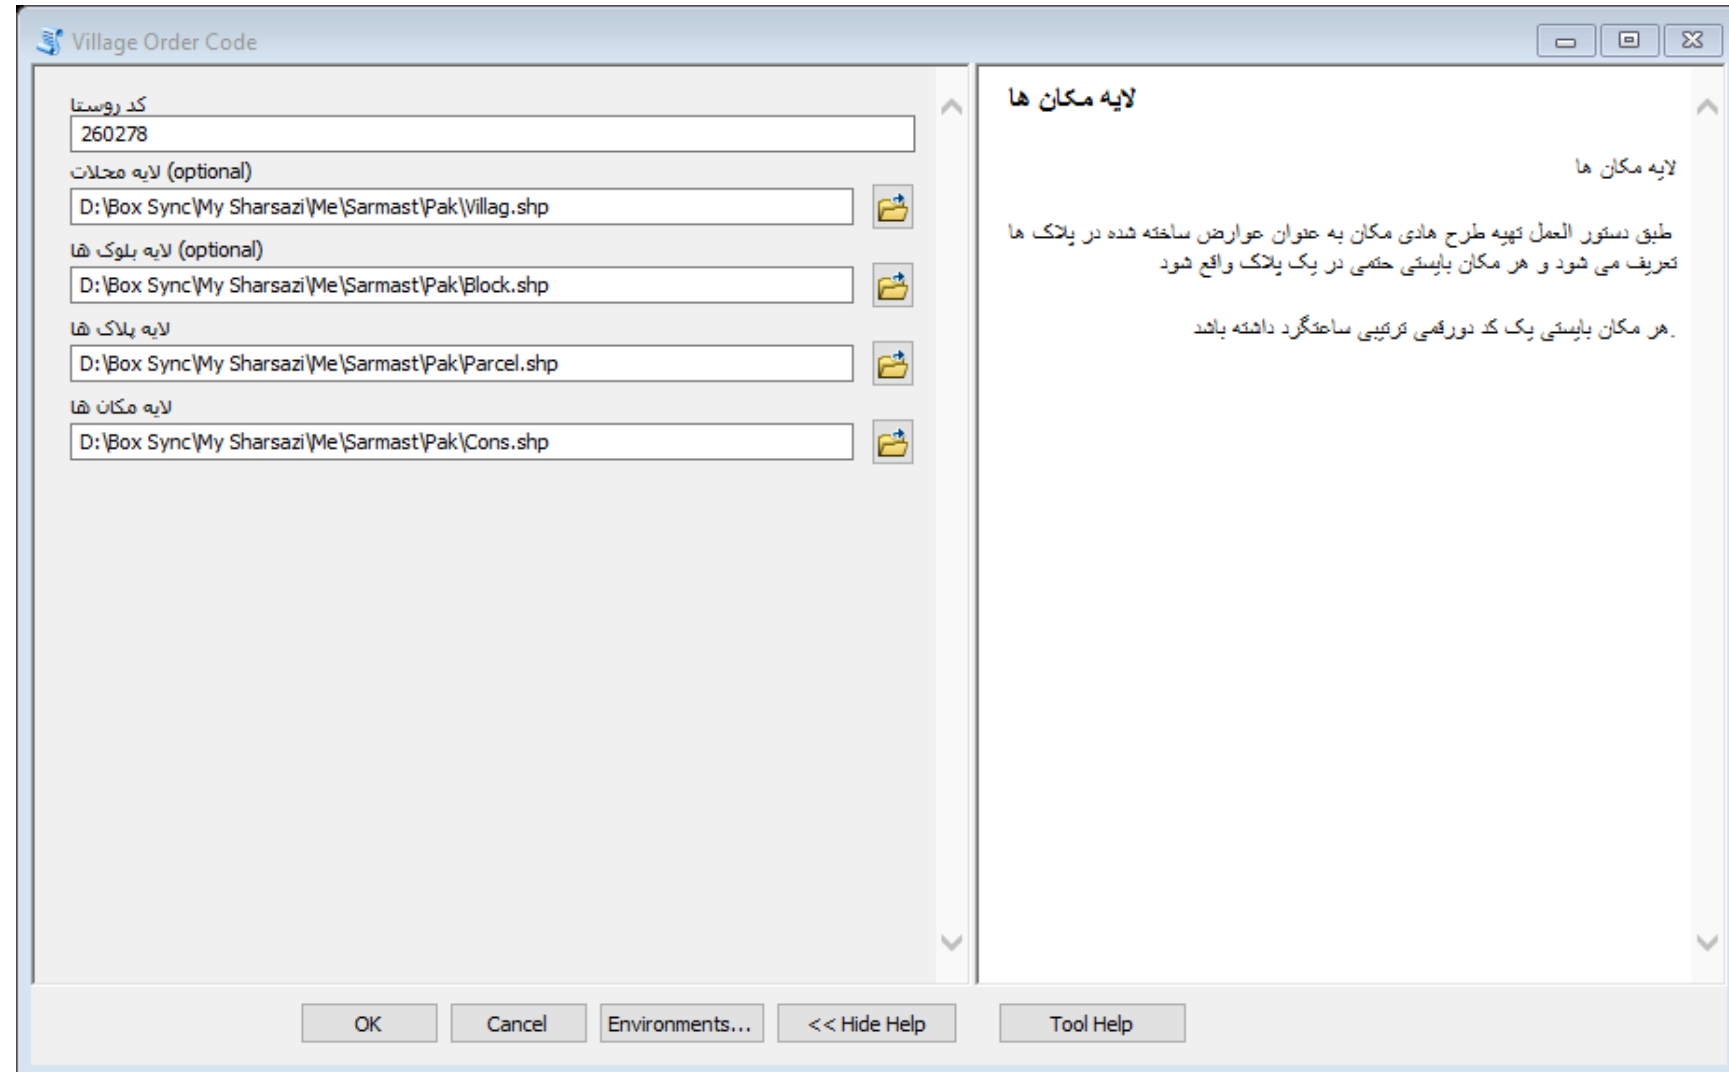 Village Order Code
کد روستا
260278
لایه محلات (optional)
D:\Box Sync\My Sharsazi\Me\Sarmast\Pak\Villag.shp
لایه بلوک ها (optional)
D:\Box Sync\My Sharsazi\Me\Sarmast\Pak\Block.shp
لایه پلاک ها
D:\Box Sync\My Sharsazi\Me\Sarmast\Pak\Parcel.shp
لایه مکان ها
D:\Box Sync\My Sharsazi\Me\Sarmast\Pak\Cons.shp
لایه مکان ها
لایه مکان ها
طبق دستور العمل تهیه طرح هادی مکان به عنوان عوارض ساخته شده در پلاک ها
تعریف می شود و هر مکان بایستی حتمی در یک پلاک واقع شود
هر مکان بایستی یک کد دورقمی ترتیبی ساعتگرد داشته باشد.
OK
Cancel
Environments...
<< Hide Help
Tool Help